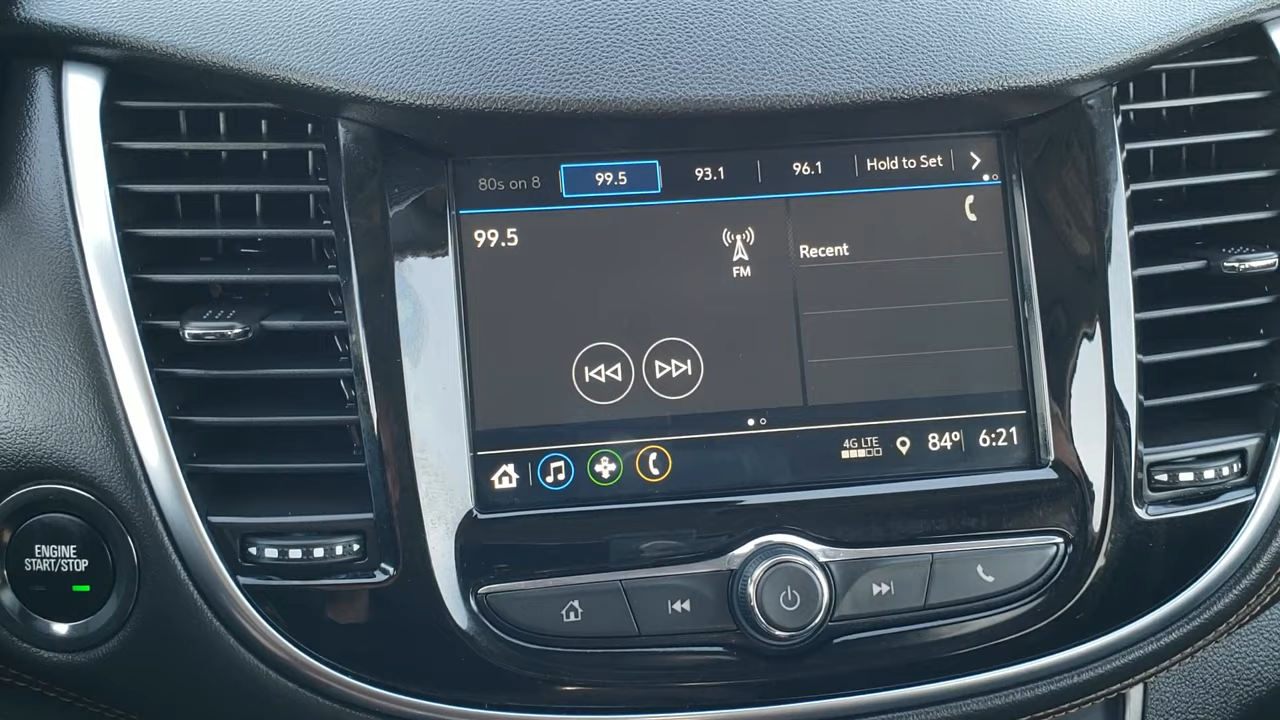 80s on 8
99.5
93.1
96.1
Hold to Set
99.5
FM
Recent
4G LTE
84°
6:21
ENGINE
START/STOP